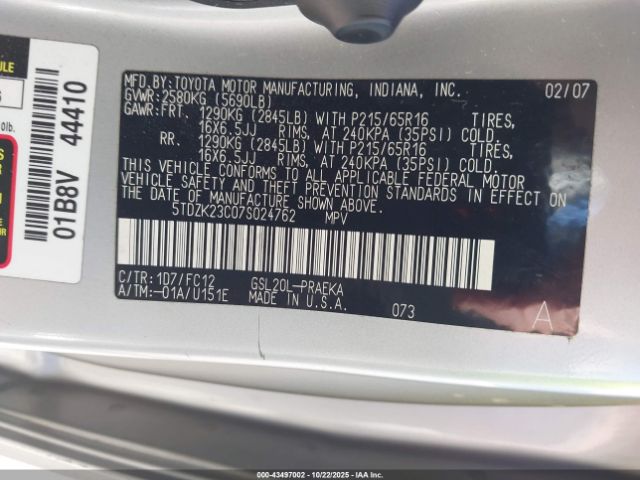 MFD.BY:TOYOTA MOTOR MANUFACTURING, INDIANA, INC. 02/07
GVWR:2580KG (5690LB)
GAWR:FRT. 1290KG (2845LB) WITH P215/65R16 TIRES,
16X6.5JJ RIMS, AT 240KPA (35PSI) COLD.
RR. 1290KG (2845LB) WITH P215/65R16 TIRES,
16X6.5JJ RIMS, AT 240KPA (35PSI) COLD.
THIS VEHICLE CONFORMS TO ALL APPLICABLE FEDERAL MOTOR
VEHICLE SAFETY AND THEFT PREVENTION STANDARDS IN EFFECT ON
THE DATE OF MANUFACTURE SHOWN ABOVE.
5TDZK23C07S024762 MPV
C/TR:1D7/FC12 GSL20L-PRAEKA
A/TM:-01A/U151E MADE IN U.S.A. 073 A
01B8V 44410
lb.
00-43497002 - 10/22/2025 - IAA